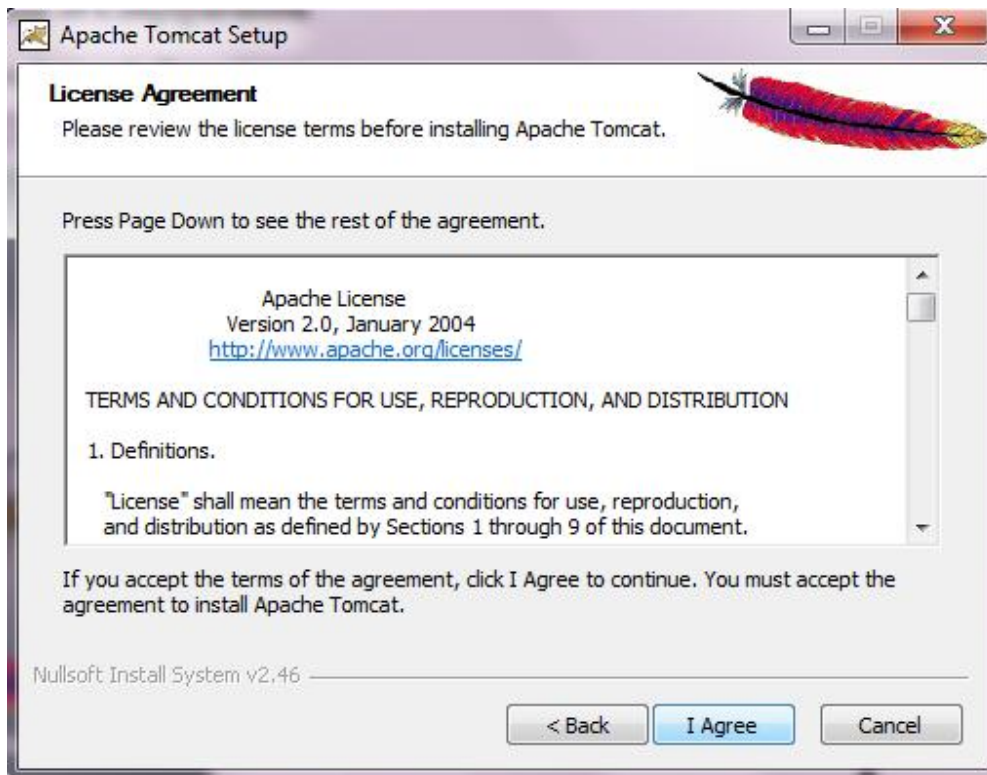 Apache Tomcat Setup
License Agreement
Please review the license terms before installing Apache Tomcat.
Press Page Down to see the rest of the agreement.
Apache License
Version 2.0, January 2004
http://www.apache.org/licenses/
TERMS AND CONDITIONS FOR USE, REPRODUCTION, AND DISTRIBUTION
1. Definitions.
"License" shall mean the terms and conditions for use, reproduction,
and distribution as defined by Sections 1 through 9 of this document.
If you accept the terms of the agreement, click I Agree to continue. You must accept the
agreement to install Apache Tomcat.
Nullsoft Install System v2.46
< Back I Agree Cancel